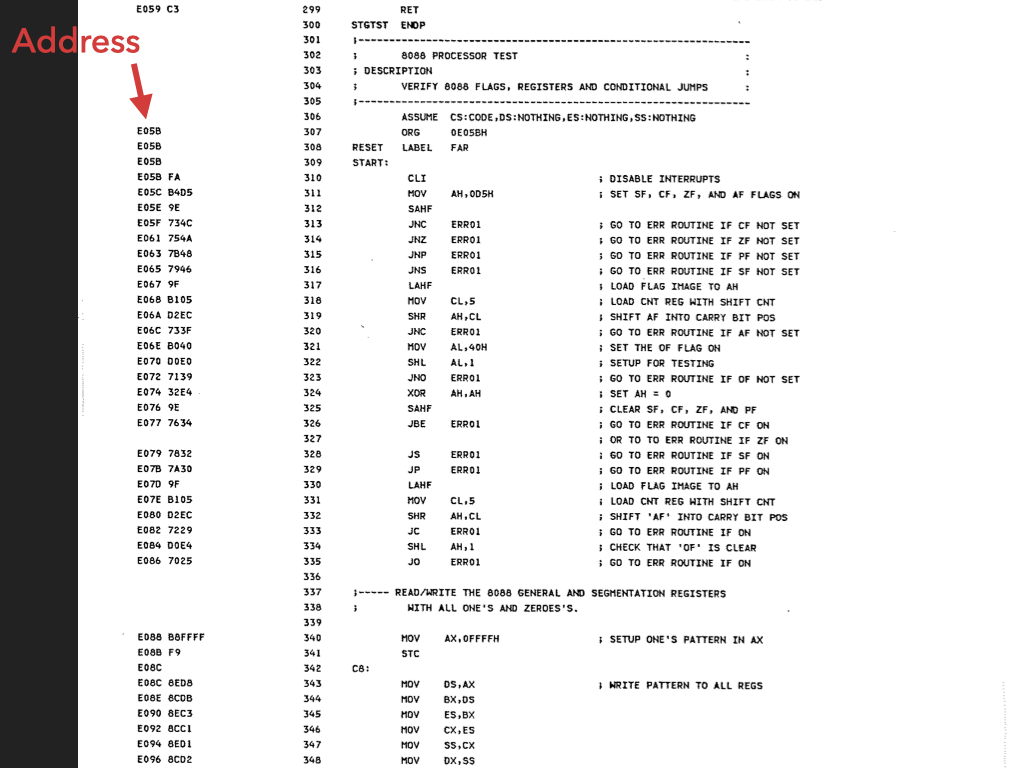 E059 C3 299 RET
300 STGTST ENDP
Address
301 ;----------------------------------------------------------------
302 ; 8088 PROCESSOR TEST :
303 ; DESCRIPTION :
304 ; VERIFY 8088 FLAGS, REGISTERS AND CONDITIONAL JUMPS :
305 ;----------------------------------------------------------------
306 ASSUME CS:CODE,DS:NOTHING,ES:NOTHING,SS:NOTHING
E05B 307 ORG 0E05BH
E05B 308 RESET LABEL FAR
E05B 309 START:
E05B FA 310 CLI ; DISABLE INTERRUPTS
E05C B4D5 311 MOV AH,0D5H ; SET SF, CF, ZF, AND AF FLAGS ON
E05E 9E 312 SAHF
E05F 734C 313 JNC ERR01 ; GO TO ERR ROUTINE IF CF NOT SET
E061 754A 314 JNZ ERR01 ; GO TO ERR ROUTINE IF ZF NOT SET
E063 7B48 315 JNP ERR01 ; GO TO ERR ROUTINE IF PF NOT SET
E065 7946 316 JNS ERR01 ; GO TO ERR ROUTINE IF SF NOT SET
E067 9F 317 LAHF ; LOAD FLAG IMAGE TO AH
E068 B105 318 MOV CL,5 ; LOAD CNT REG WITH SHIFT CNT
E06A D2EC 319 SHR AH,CL ; SHIFT AF INTO CARRY BIT POS
E06C 733F 320 JNC ERR01 ; GO TO ERR ROUTINE IF AF NOT SET
E06E B040 321 MOV AL,40H ; SET THE OF FLAG ON
E070 D0E0 322 SHL AL,1 ; SETUP FOR TESTING
E072 7139 323 JNO ERR01 ; GO TO ERR ROUTINE IF OF NOT SET
E074 32E4 324 XOR AH,AH ; SET AH = 0
E076 9E 325 SAHF ; CLEAR SF, CF, ZF, AND PF
E077 7634 326 JBE ERR01 ; GO TO ERR ROUTINE IF CF ON
327 ; OR TO TO ERR ROUTINE IF ZF ON
E079 7832 328 JS ERR01 ; GO TO ERR ROUTINE IF SF ON
E07B 7A30 329 JP ERR01 ; GO TO ERR ROUTINE IF PF ON
E07D 9F 330 LAHF ; LOAD FLAG IMAGE TO AH
E07E B105 331 MOV CL,5 ; LOAD CNT REG WITH SHIFT CNT
E080 D2EC 332 SHR AH,CL ; SHIFT 'AF' INTO CARRY BIT POS
E082 7229 333 JC ERR01 ; GO TO ERR ROUTINE IF ON
E084 D0E4 334 SHL AH,1 ; CHECK THAT 'OF' IS CLEAR
E086 7025 335 JO ERR01 ; GO TO ERR ROUTINE IF ON
336
337 ;----- READ/WRITE THE 8088 GENERAL AND SEGMENTATION REGISTERS
338 ; WITH ALL ONE'S AND ZEROES'S.
339
E088 B8FFFF 340 MOV AX,0FFFFH ; SETUP ONE'S PATTERN IN AX
E08B F9 341 STC
E08C 342 C8:
E08C 8ED8 343 MOV DS,AX ; WRITE PATTERN TO ALL REGS
E08E 8CDB 344 MOV BX,DS
E090 8EC3 345 MOV ES,BX
E092 8CC1 346 MOV CX,ES
E094 8ED1 347 MOV SS,CX
E096 8CD2 348 MOV DX,SS